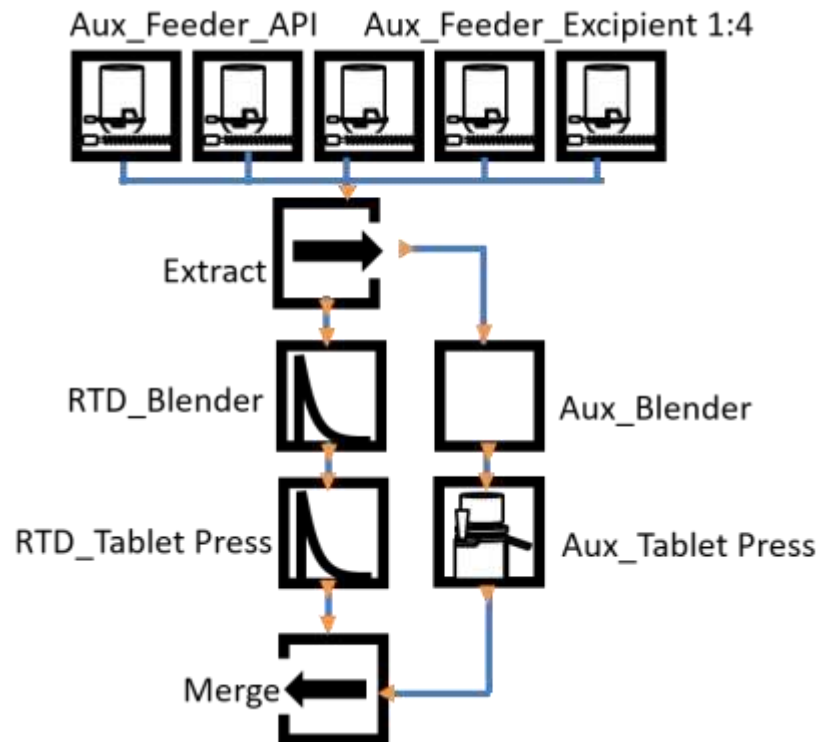 Aux_Feeder_API Aux_Feeder_Excipient 1:4
Extract
RTD_Blender
Aux_Blender
RTD_Tablet Press
Aux_Tablet Press
Merge